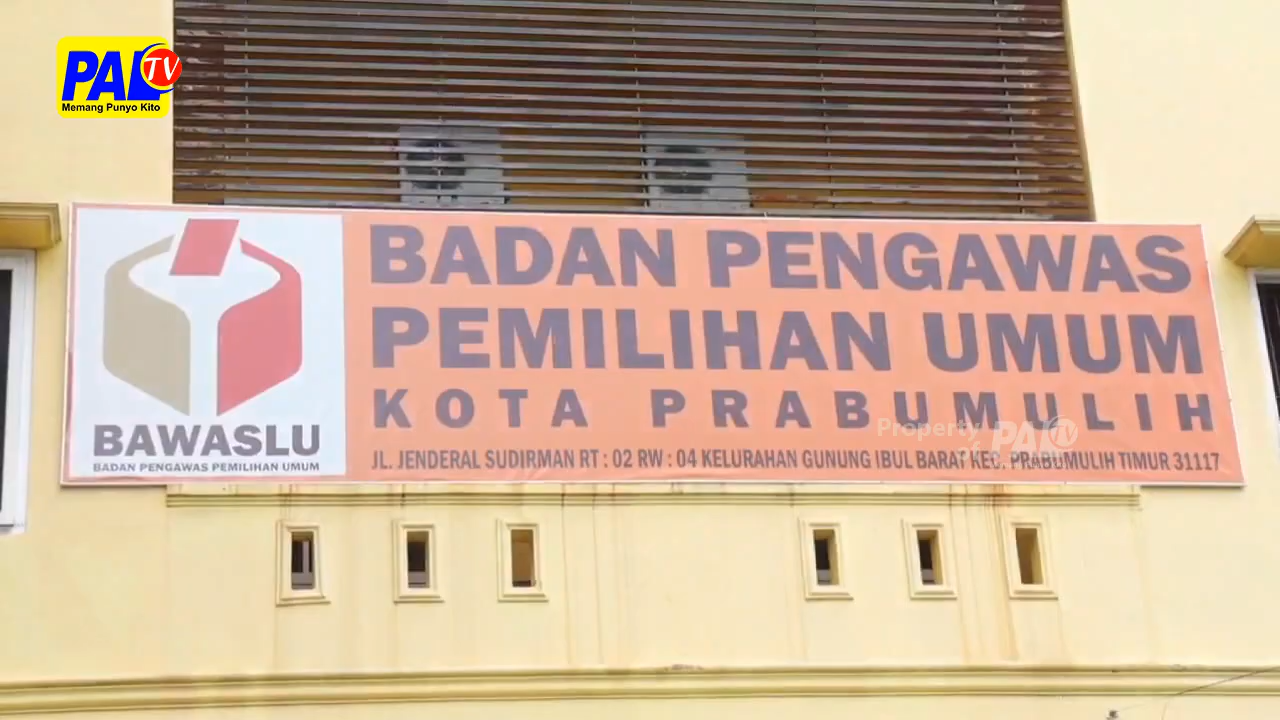 PAL TV
Memang Punyo Kito
BADAN PENGAWAS
PEMILIHAN UMUM
KOTA PRABUMULIH
JL. JENDERAL SUDIRMAN RT : 02 RW : 04 KELURAHAN GUNUNG IBUL BARAT KEC. PRABUMULIH TIMUR 31117
BAWASLU
BADAN PENGAWAS PEMILIHAN UMUM
Property
PAL TV